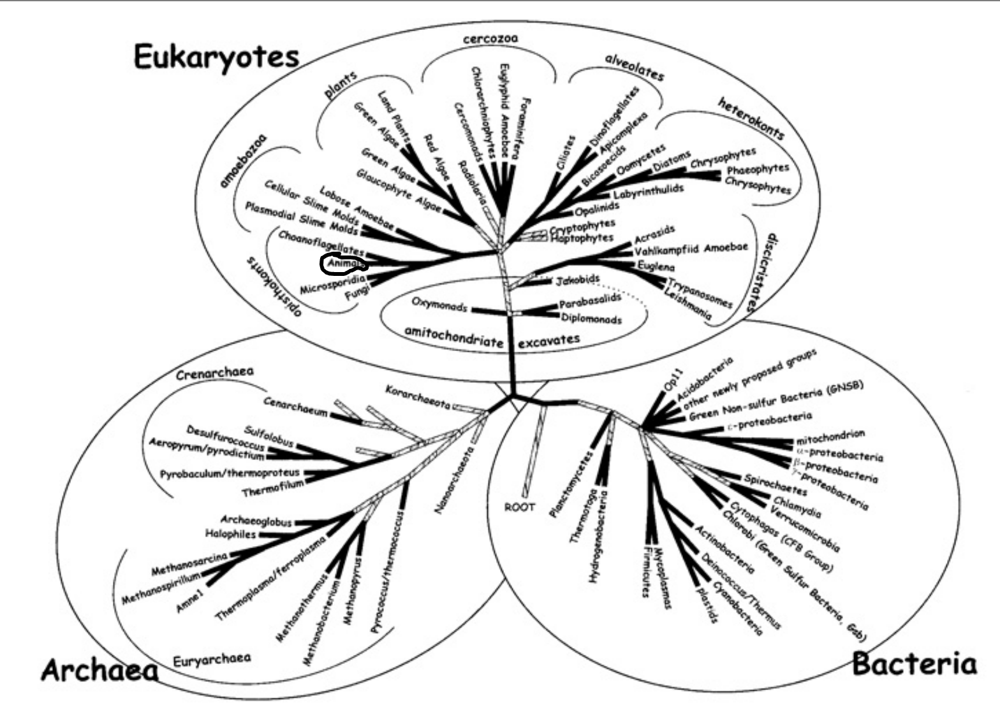 Eukaryotes
cercozoa
plants
alveolates
heterokonts
amoebozoa
opisthokonts
discicristates
Land Plants
Green Algae
Red Algae
Green Algae
Glaucophyte Algae
Radiolaria
Cercomonads
Chlorarchniophytes
Euglyphid Amoebae
Foraminifera
Ciliates
Dinoflagellates
Apicomplexa
Bicosoecids
Oomycetes
Diatoms
Chrysophytes
Phaeophytes
Chrysophytes
Labyrinthulids
Opalinids
Cryptophytes
Haptophytes
Lobose Amoebae
Cellular Slime Molds
Plasmodial Slime Molds
Choanoflagellates
Animals
Microsporidia
Fungi
Acrasids
Vahlkampfiid Amoebae
Euglena
Trypanosomes
Leishmania
Jakobids
Oxymonads
Parabasalids
Diplomonads
amitochondriate excavates
Crenarchaea
Korarchaeota
Cenarchaeum
Sulfolobus
Desulfurococcus
Aeropyrum/pyrodictium
Pyrobaculum/thermoproteus
Thermofilum
Nanoarchaeota
Archaeoglobus
Halophiles
Methanosarcina
Methanospirillum
Amne1
Thermoplasma/ferroplasma
Methanothermus
Methanobacterium
Methanopyrus
Pyrococcus/thermococcus
Euryarchaea
Archaea
ROOT
Planctomycetes
Thermotoga
Hydrogenobacteria
Op11
Acidobacteria
other newly proposed groups
Green Non-sulfur Bacteria (GNSB)
ε-proteobacteria
mitochondrion
α-proteobacteria
β-proteobacteria
γ-proteobacteria
Spirochaetes
Chlamydia
Verrucomicrobia
Cytophagas (CFB Group)
Chlorobi (Green Sulfur Bacteria, Gsb)
Actinobacteria
Deinococcus/Thermus
Cyanobacteria
plastids
Mycoplasmas
Firmicutes
Bacteria